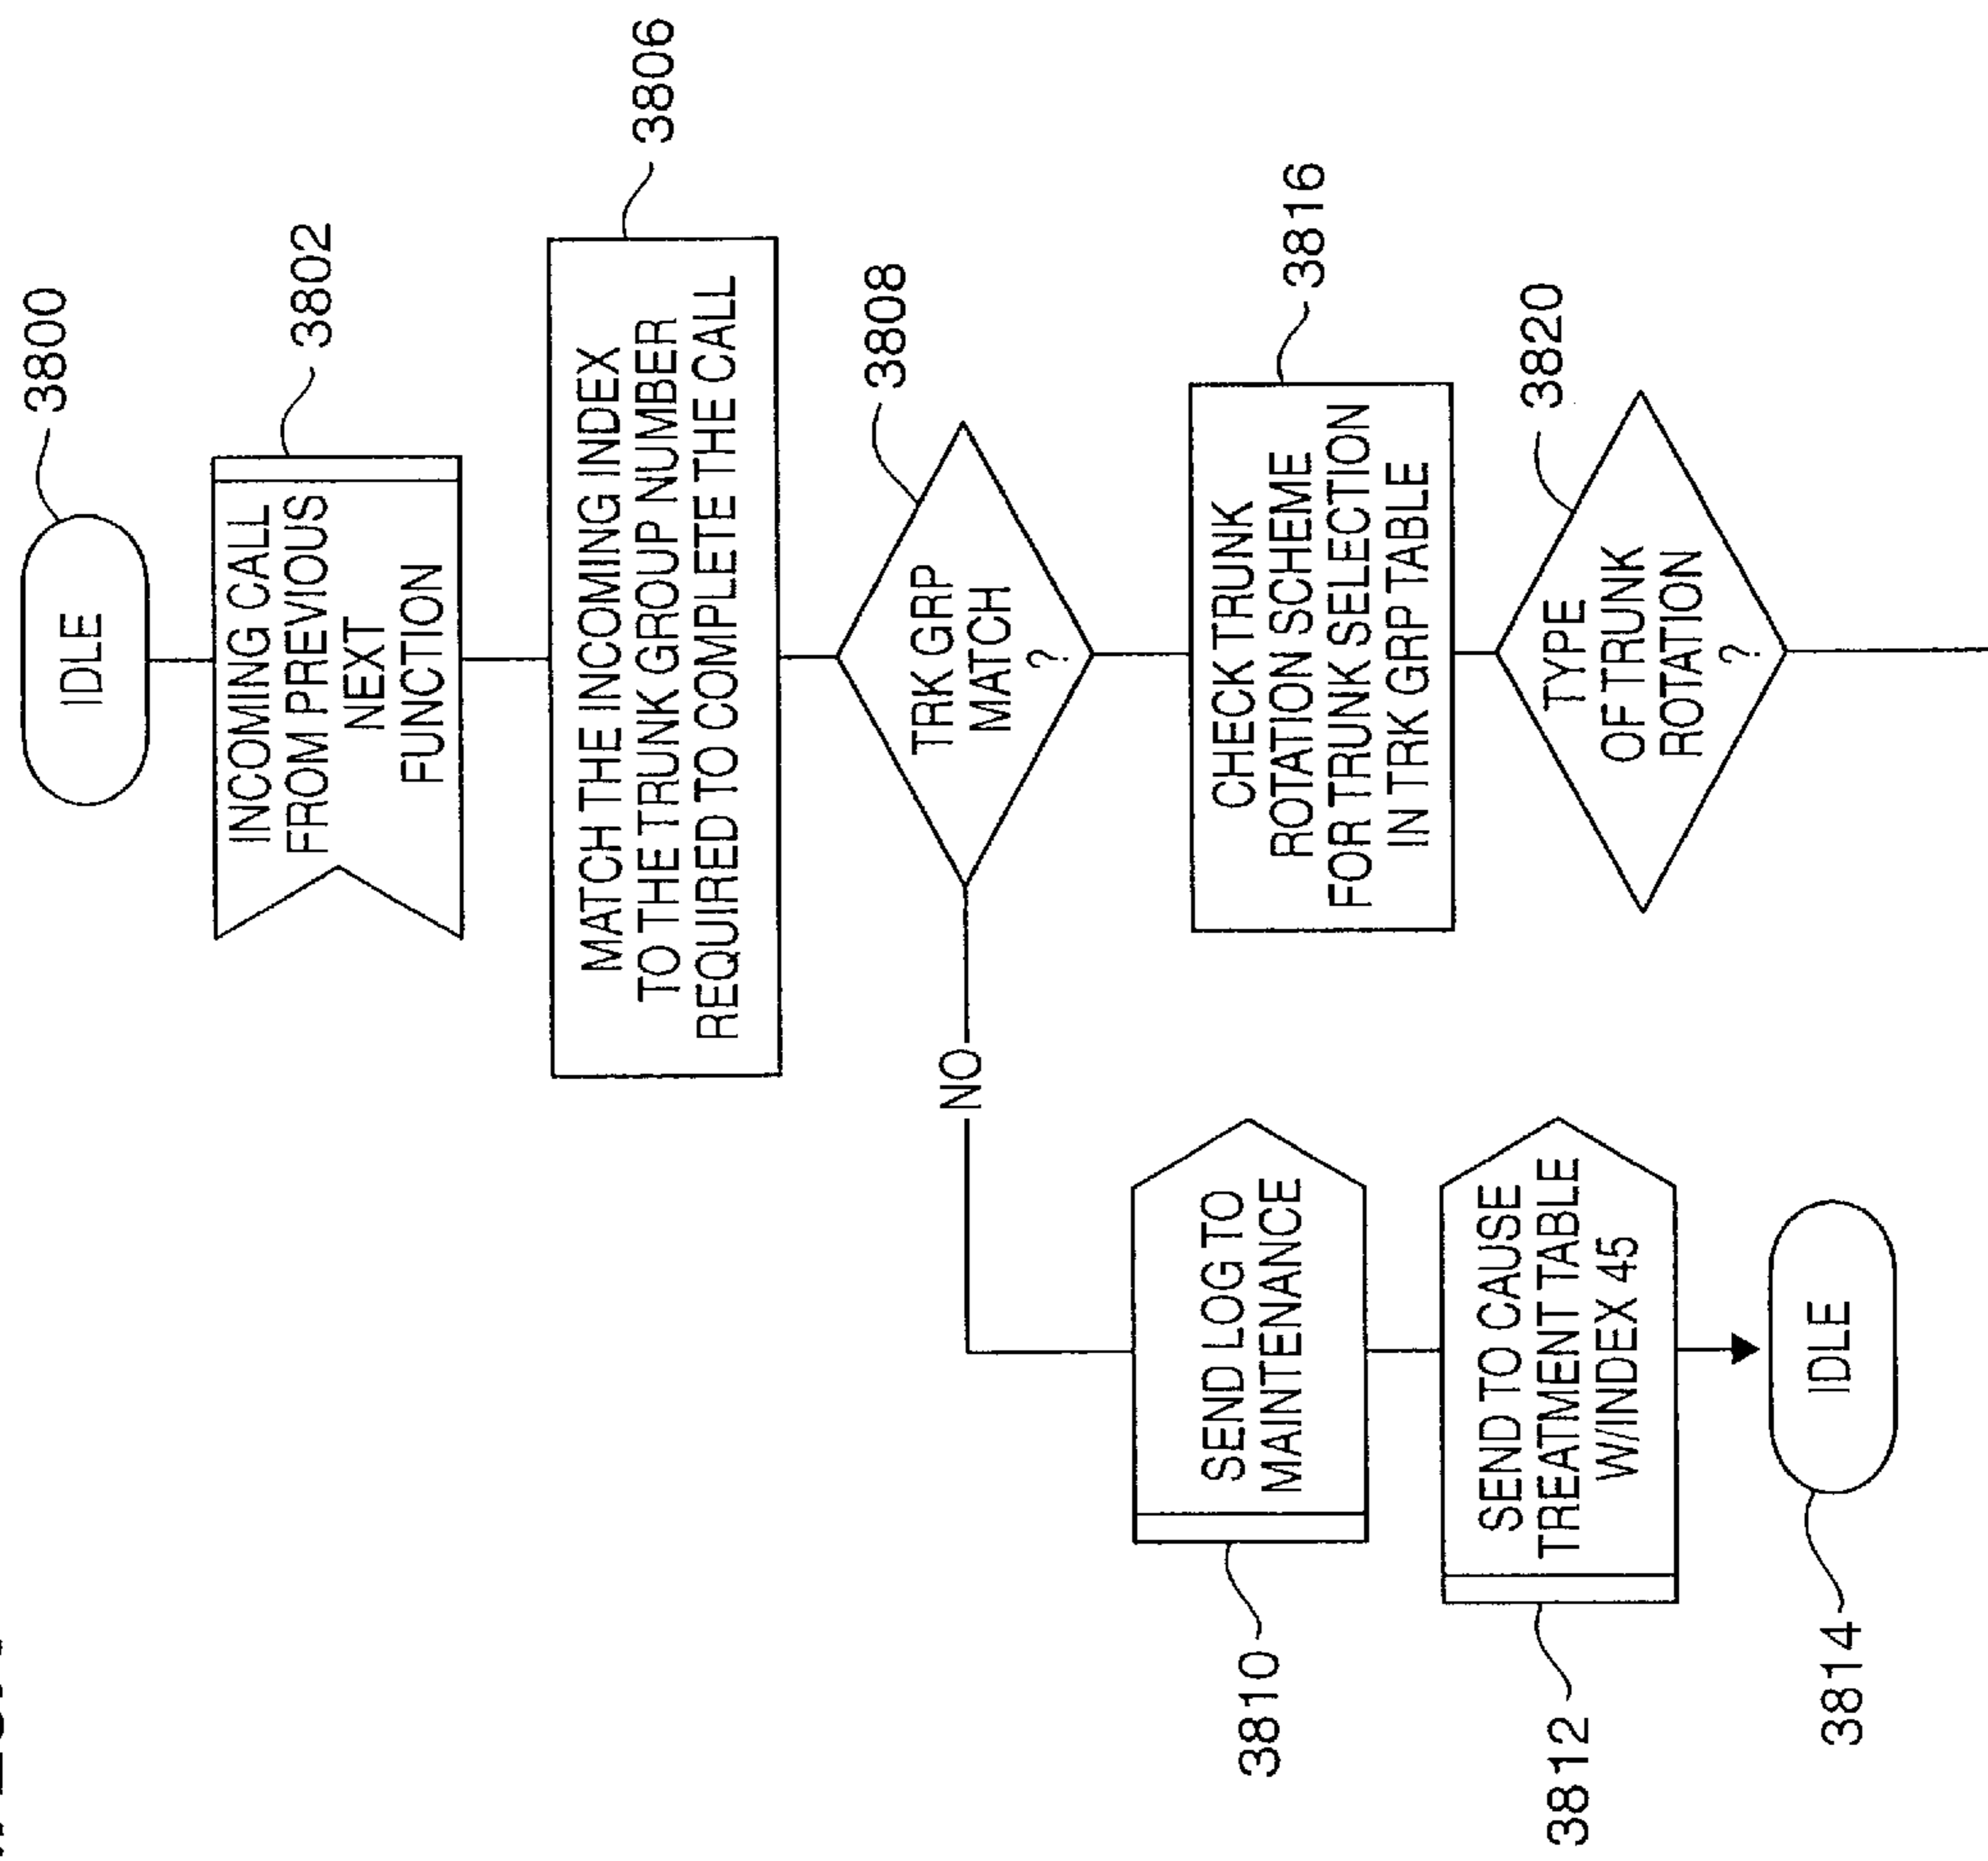 IDLE
3800
INCOMING CALL
FROM PREVIOUS
NEXT
FUNCTION
3802
MATCH THE INCOMING INDEX
TO THE TRUNK GROUP NUMBER
REQUIRED TO COMPLETE THE CALL
3806
TRK GRP
MATCH
?
3808
NO
SEND LOG TO
MAINTENANCE
3810
SEND TO CAUSE
TREATMENT TABLE
W/INDEX 45
3812
IDLE
3814
CHECK TRUNK
ROTATION SCHEME
FOR TRUNK SELECTION
IN TRK GRP TABLE
3816
TYPE
OF TRUNK
ROTATION
?
3820